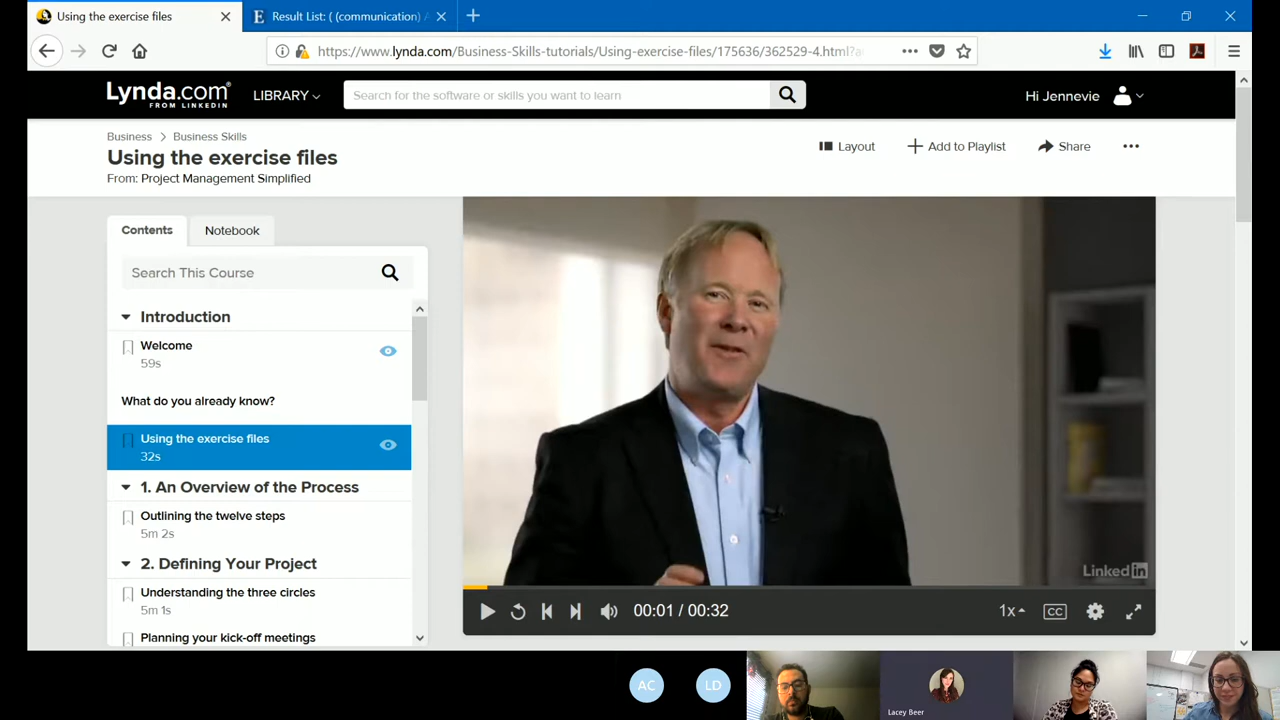 Using the exercise files
Result List: ( (communication) A
https://www.lynda.com/Business-Skills-tutorials/Using-exercise-files/175636/362529-4.html?a
Lynda.com
FROM LINKEDIN
LIBRARY
Search for the software or skills you want to learn
Hi Jennevie
Business > Business Skills
Using the exercise files
From: Project Management Simplified
Layout
Add to Playlist
Share
Contents
Notebook
Search This Course
Introduction
Welcome
59s
What do you already know?
Using the exercise files
32s
1. An Overview of the Process
Outlining the twelve steps
5m 2s
2. Defining Your Project
Understanding the three circles
5m 1s
Planning your kick-off meetings
Linked in
00:01 / 00:32
1x
CC
AC
LD
Lacey Beer